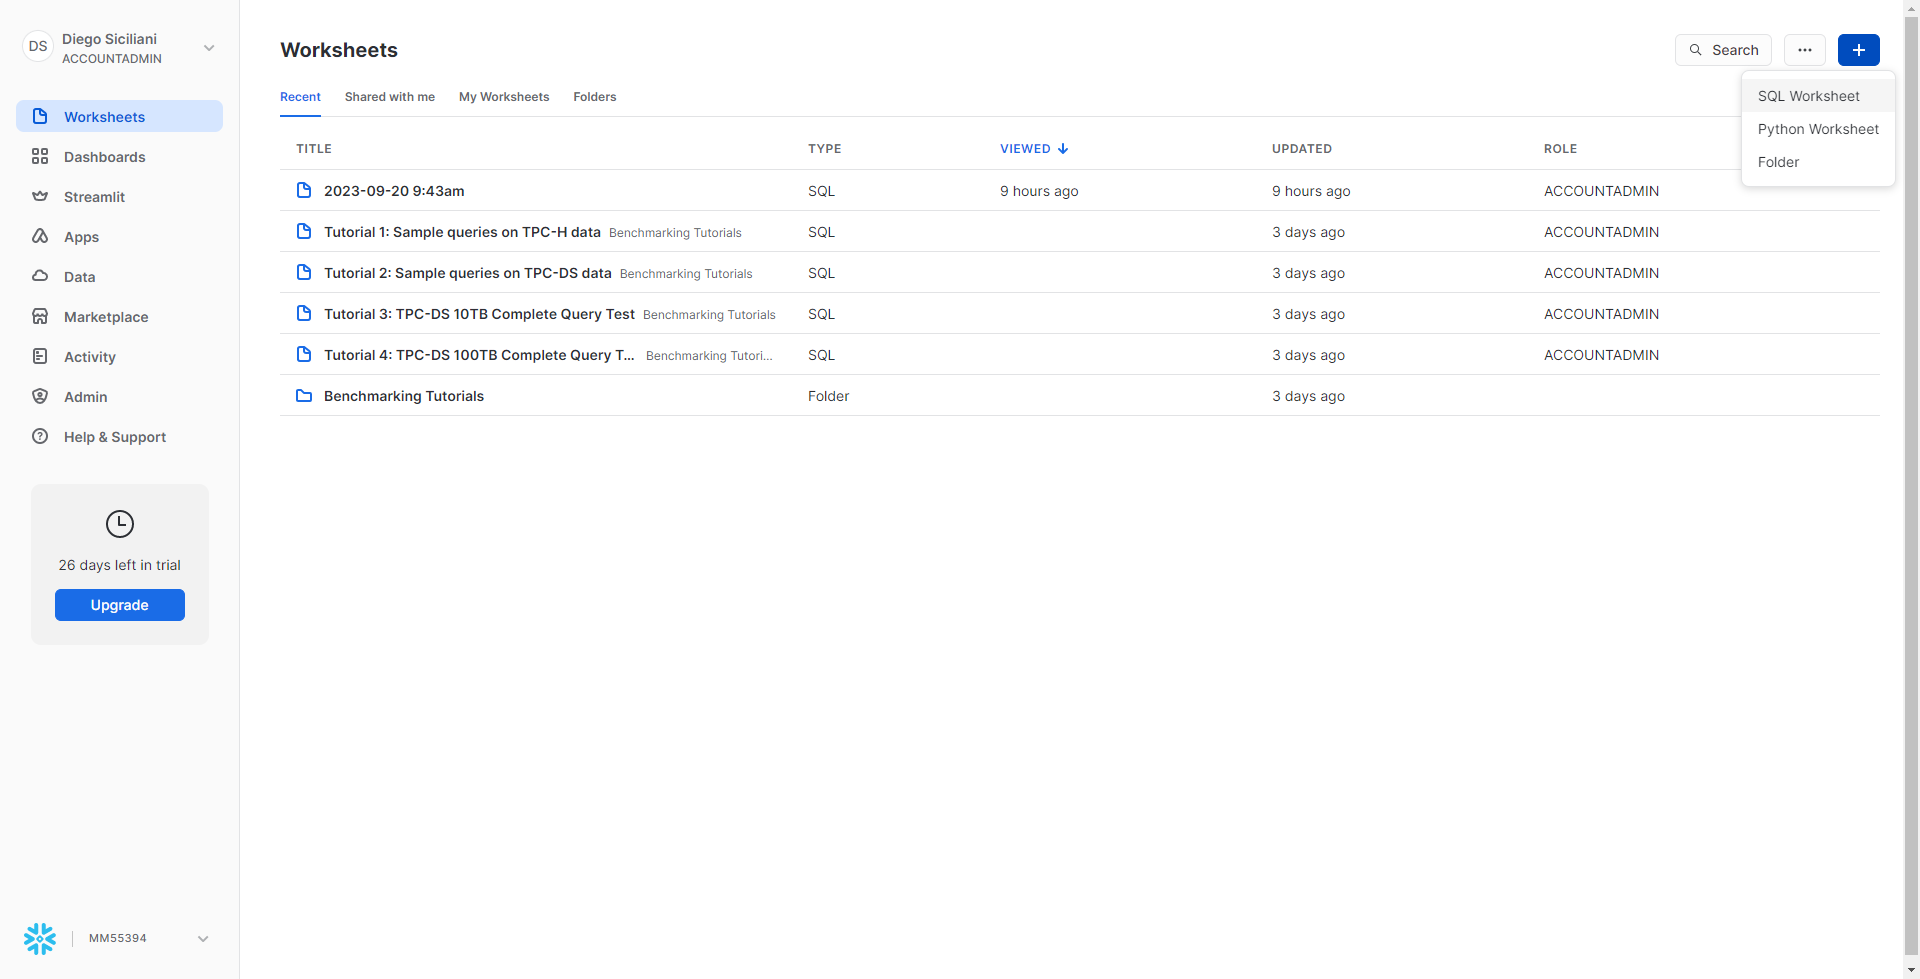 DS
Diego Siciliani
ACCOUNTADMIN
Worksheets
Dashboards
Streamlit
Apps
Data
Marketplace
Activity
Admin
Help & Support
26 days left in trial
Upgrade
MM55394
Worksheets
Search
Recent Shared with me My Worksheets Folders
SQL Worksheet
Python Worksheet
Folder
TITLE TYPE VIEWED UPDATED ROLE
2023-09-20 9:43am SQL 9 hours ago 9 hours ago ACCOUNTADMIN
Tutorial 1: Sample queries on TPC-H data Benchmarking Tutorials SQL 3 days ago ACCOUNTADMIN
Tutorial 2: Sample queries on TPC-DS data Benchmarking Tutorials SQL 3 days ago ACCOUNTADMIN
Tutorial 3: TPC-DS 10TB Complete Query Test Benchmarking Tutorials SQL 3 days ago ACCOUNTADMIN
Tutorial 4: TPC-DS 100TB Complete Query T... Benchmarking Tutori... SQL 3 days ago ACCOUNTADMIN
Benchmarking Tutorials Folder 3 days ago